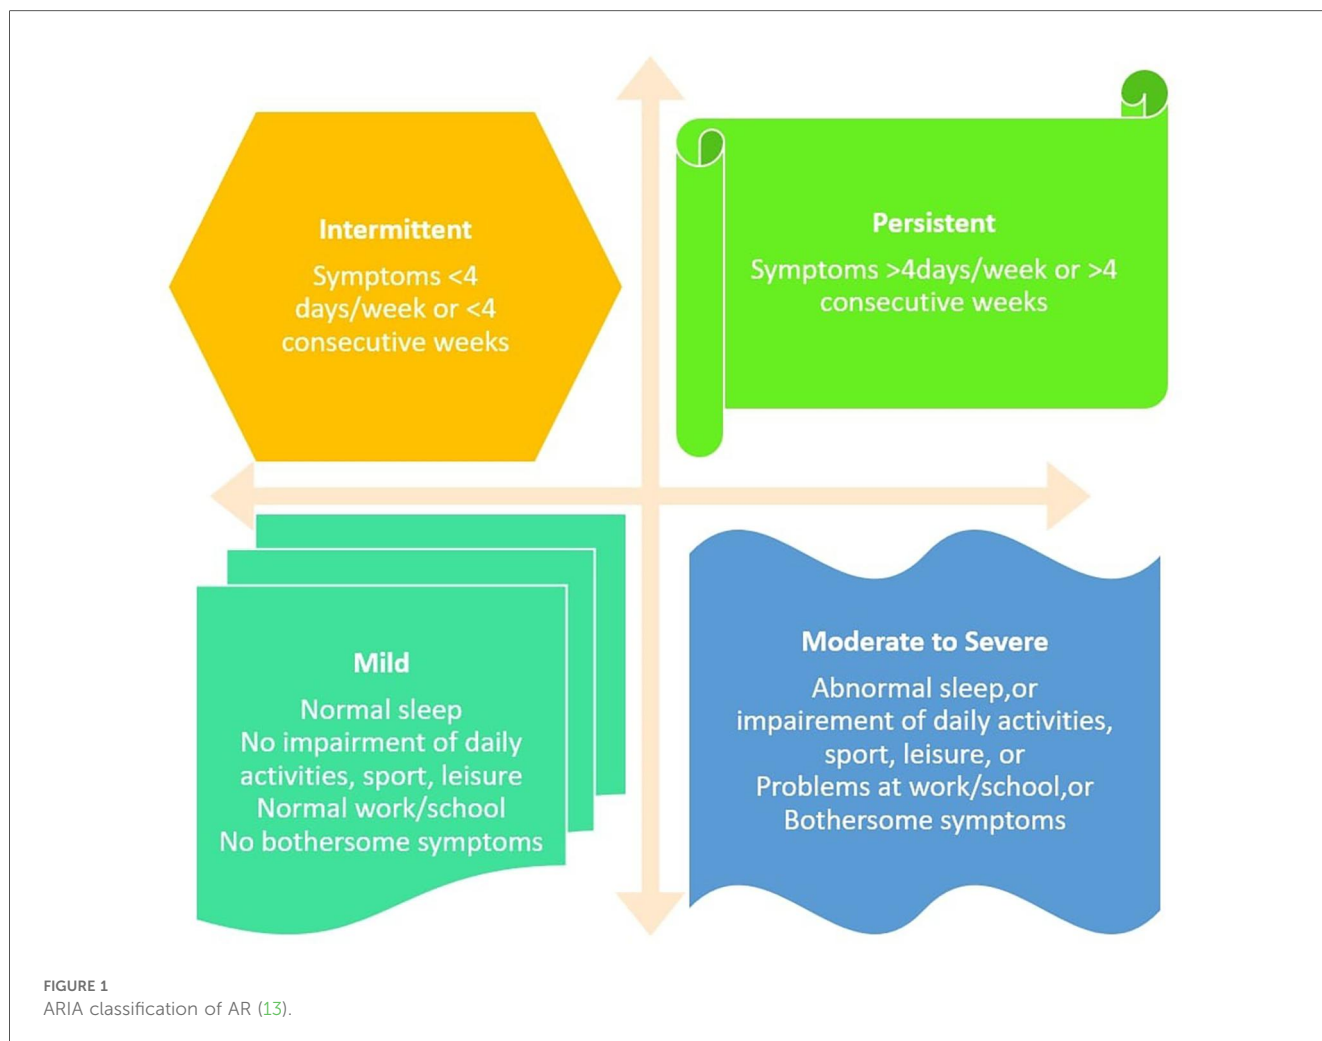 Intermittent
Symptoms <4
days/week or <4
consecutive weeks
Persistent
Symptoms >4days/week or >4
consecutive weeks
Mild
Normal sleep
No impairment of daily
activities, sport, leisure
Normal work/school
No bothersome symptoms
Moderate to Severe
Abnormal sleep,or
impairement of daily activities,
sport, leisure, or
Problems at work/school,or
Bothersome symptoms
FIGURE 1
ARIA classification of AR (13).